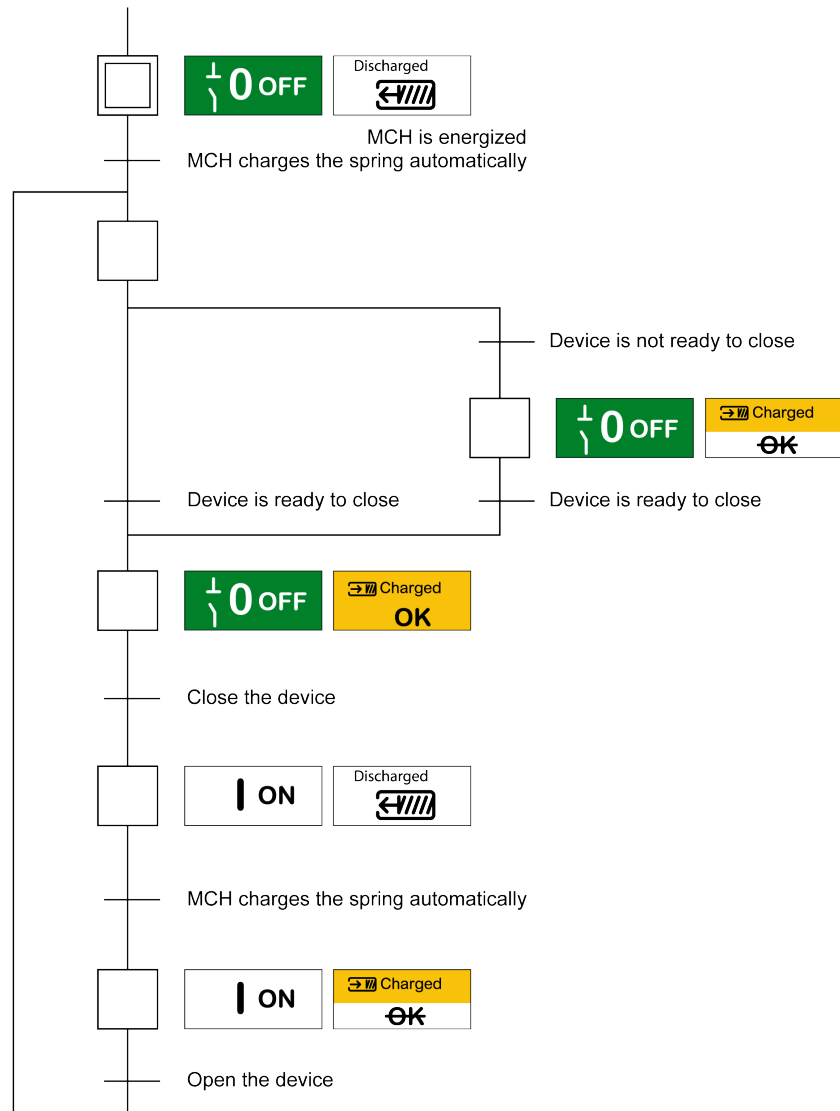 0 OFF
Discharged
MCH is energized
MCH charges the spring automatically
Device is not ready to close
0 OFF
Charged
OK
Device is ready to close
Device is ready to close
0 OFF
Charged
OK
Close the device
I ON
Discharged
MCH charges the spring automatically
I ON
Charged
OK
Open the device